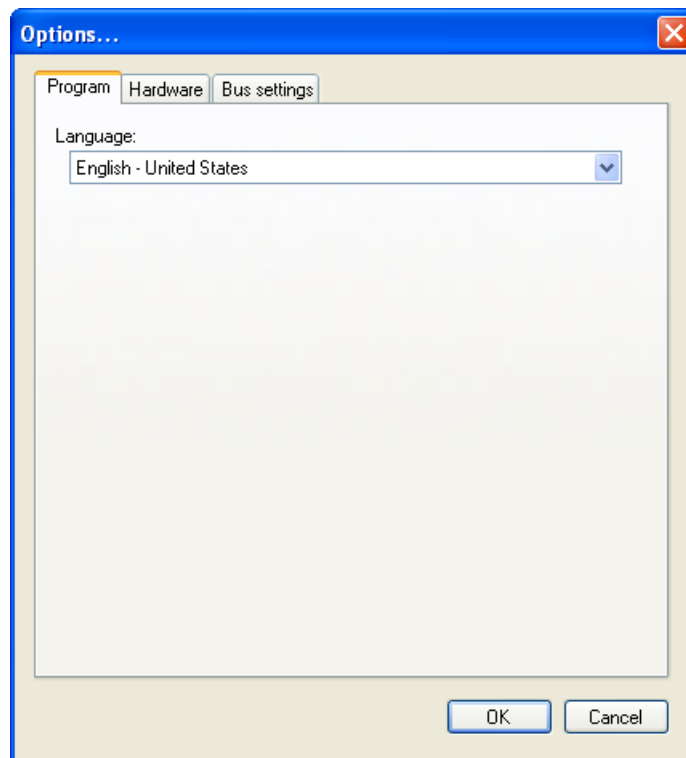 Options...
Program Hardware Bus settings
Language:
English - United States
OK Cancel